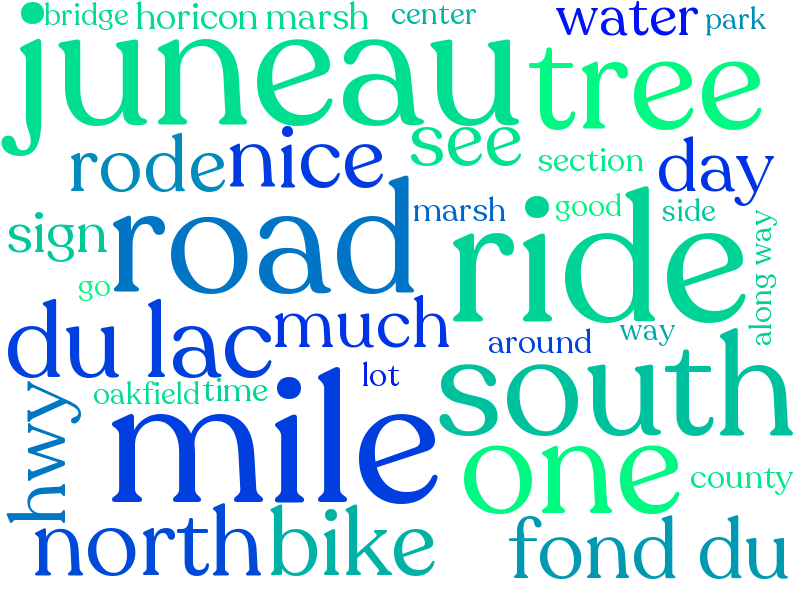 bridge horicon marsh center water park
juneau tree
see
rode nice section day
sign road marsh good side
ride
go along way
du lac much around way
lot
oakfield time south
hwy mile one county
north bike fond du